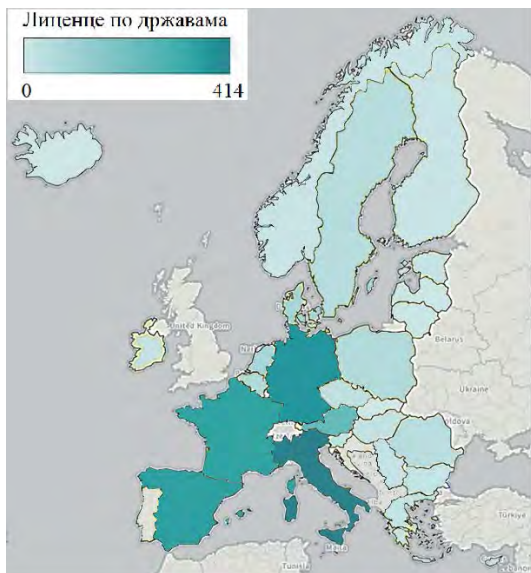 Лиценце по државама
0 414
United Kingdom
Belarus
Ukraine
Türkiye
Malta
Tunisia